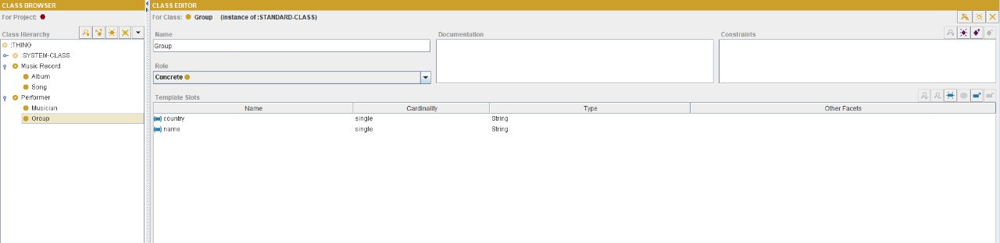 CLASS BROWSER
For Project:
Class Hierarchy
:THING
:SYSTEM-CLASS
Music Record
Album
Song
Performer
Musician
Group
CLASS EDITOR
For Class: Group (instance of :STANDARD-CLASS)
Name
Group
Role
Concrete
Documentation
Constraints
Template Slots
Name Cardinality Type Other Facets
country single String
name single String